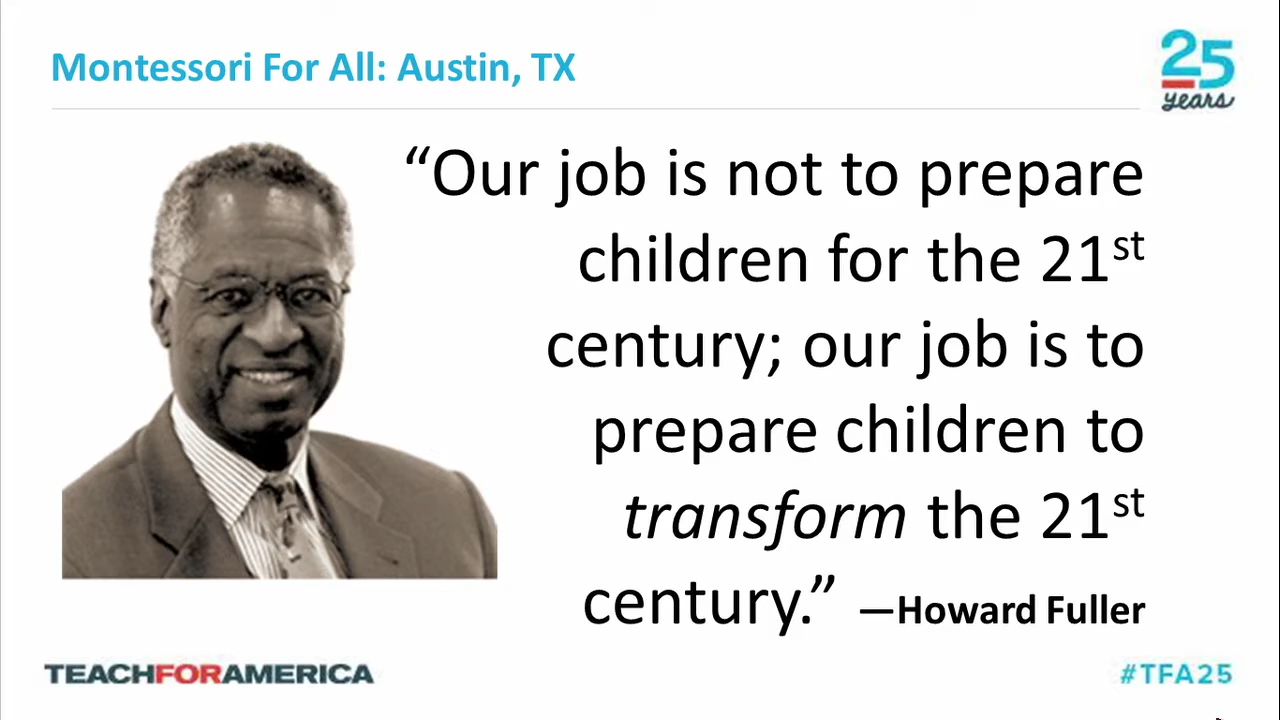 Montessori For All: Austin, TX
25
years
“Our job is not to prepare
children for the 21st
century; our job is to
prepare children to
transform the 21st
century.” —Howard Fuller
TEACHFORAMERICA
#TFA25